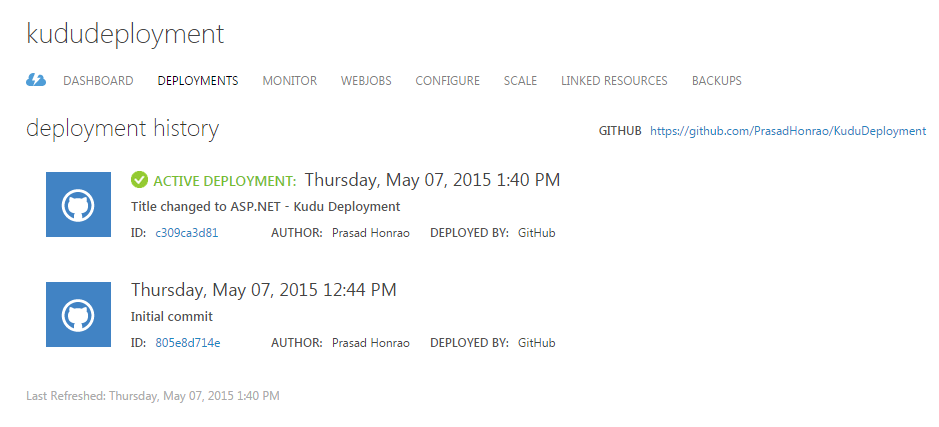 kududeployment
DASHBOARD DEPLOYMENTS MONITOR WEBJOBS CONFIGURE SCALE LINKED RESOURCES BACKUPS
deployment history
GITHUB https://github.com/PrasadHonrao/KuduDeployment
ACTIVE DEPLOYMENT: Thursday, May 07, 2015 1:40 PM
Title changed to ASP.NET - Kudu Deployment
ID: c309ca3d81 AUTHOR: Prasad Honrao DEPLOYED BY: GitHub
Thursday, May 07, 2015 12:44 PM
Initial commit
ID: 805e8d714e AUTHOR: Prasad Honrao DEPLOYED BY: GitHub
Last Refreshed: Thursday, May 07, 2015 1:40 PM